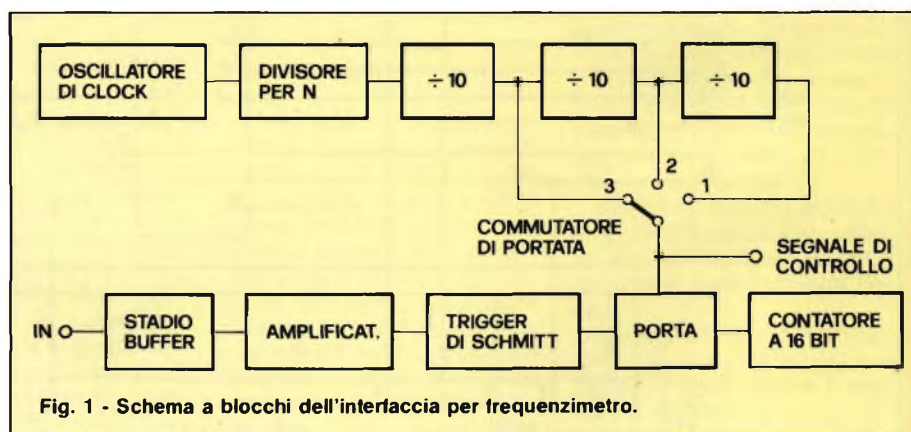 OSCILLATORE
DI CLOCK
DIVISORE
PER N
÷ 10
÷ 10
÷ 10
2
3
1
COMMUTATORE
DI PORTATA
SEGNALE DI
CONTROLLO
IN
STADIO
BUFFER
AMPLIFICAT.
TRIGGER
DI SCHMITT
PORTA
CONTATORE
A 16 BIT
Fig. 1 - Schema a blocchi dell'interfaccia per frequenzimetro.